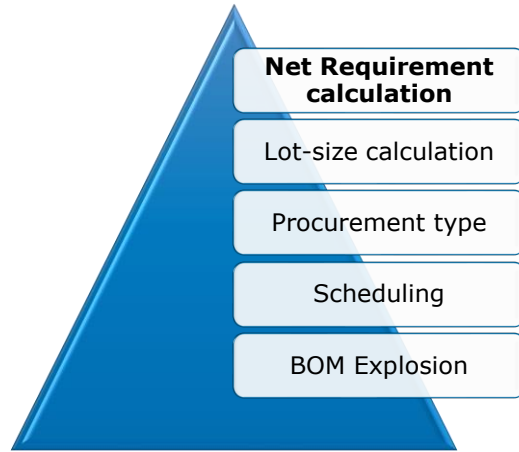 Net Requirement
calculation
Lot-size calculation
Procurement type
Scheduling
BOM Explosion